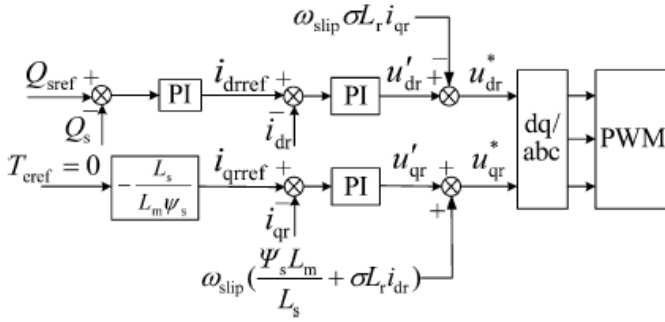 ω_slip σL_r i_qr
Q_sref + − PI i_drref + − PI u′_dr + − u*_dr
Q_s
i_dr
dq/
abc
PWM
T_eref = 0
− L_s / L_m ψ_s
i_qrref + − PI u′_qr + + u*_qr
i_qr
ω_slip ( Ψ_s L_m / L_s + σL_r i_dr )